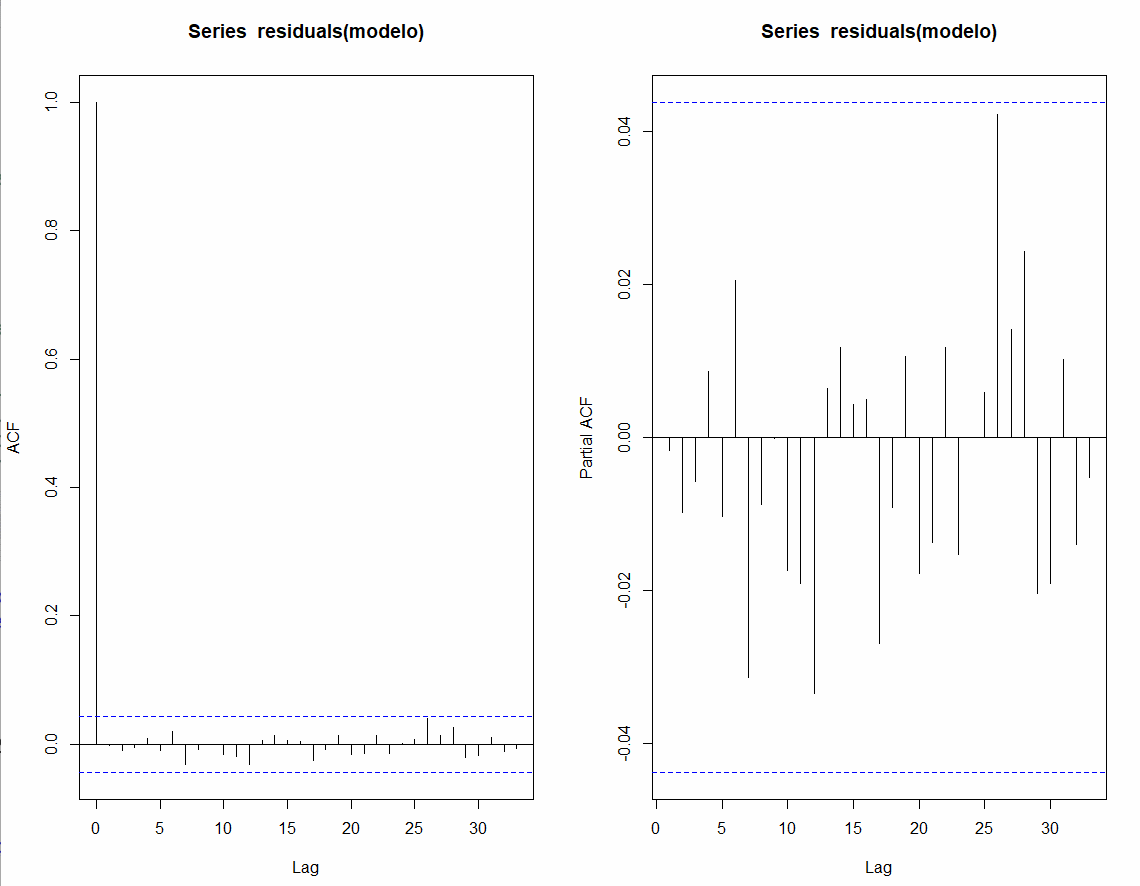 Series residuals(modelo)
ACF
1.0
0.8
0.6
0.4
0.2
0.0
0 5 10 15 20 25 30
Lag
Series residuals(modelo)
Partial ACF
0.04
0.02
0.00
-0.02
-0.04
0 5 10 15 20 25 30
Lag